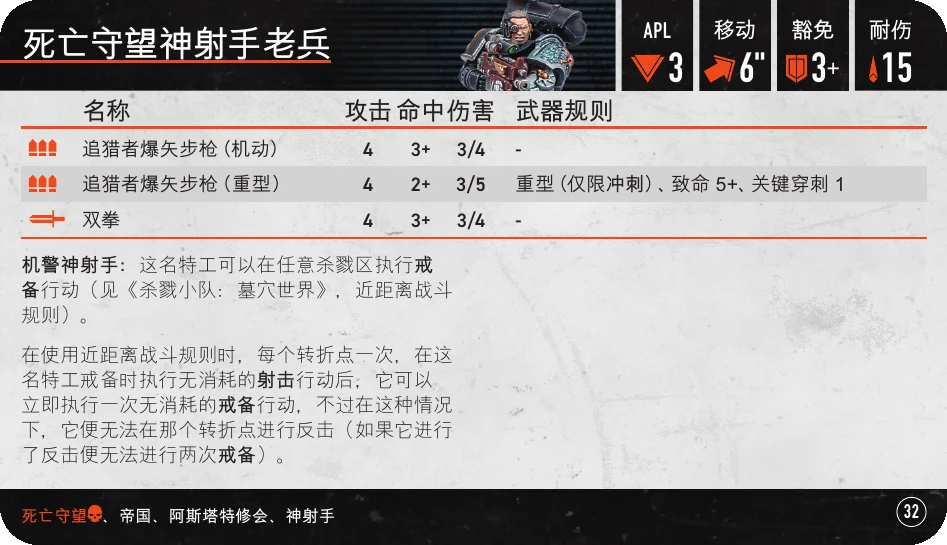 死亡守望神射手老兵
APL 移动 豁免 耐伤
3 6" 3+ 15
名称 攻击 命中 伤害 武器规则
追猎者爆矢步枪（机动） 4 3+ 3/4 -
追猎者爆矢步枪（重型） 4 2+ 3/5 重型（仅限冲刺）、致命 5+、关键穿刺 1
双拳 4 3+ 3/4 -
机警神射手：这名特工可以在任意杀戮区执行戒
备行动（见《杀戮小队：墓穴世界》，近距离战斗
规则）。
在使用近距离战斗规则时，每个转折点一次，在这
名特工戒备时执行无消耗的射击行动后，它可以
立即执行一次无消耗的戒备行动，不过在这种情况
下，它便无法在那个转折点进行反击（如果它进行
了反击便无法进行两次戒备）。
死亡守望、帝国、阿斯塔特修会、神射手
32